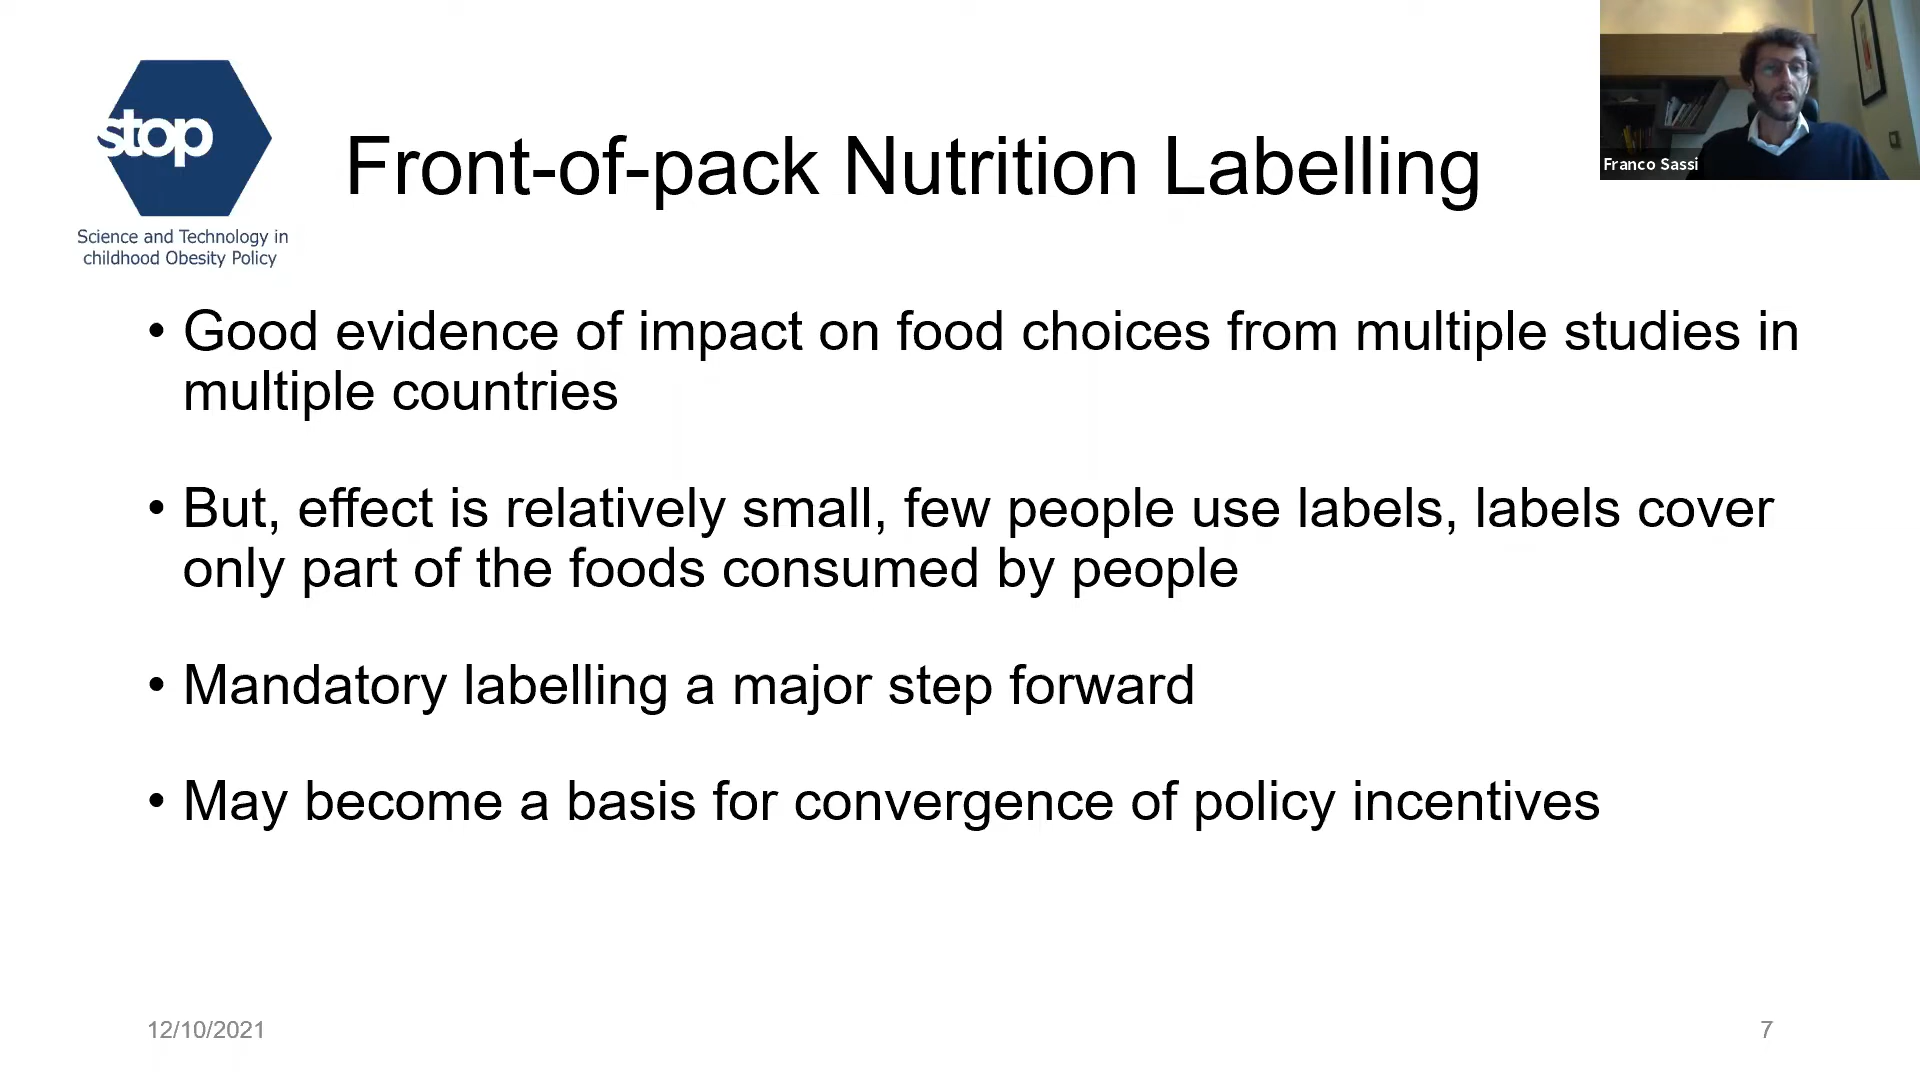 stop
Science and Technology in
childhood Obesity Policy
Front-of-pack Nutrition Labelling
Franco Sassi
• Good evidence of impact on food choices from multiple studies in
multiple countries
• But, effect is relatively small, few people use labels, labels cover
only part of the foods consumed by people
• Mandatory labelling a major step forward
• May become a basis for convergence of policy incentives
12/10/2021
7